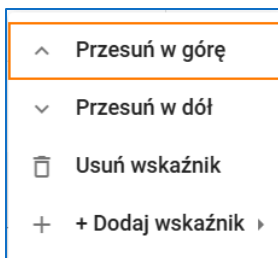 Przesuń w górę
Przesuń w dół
Usuń wskaźnik
+ Dodaj wskaźnik